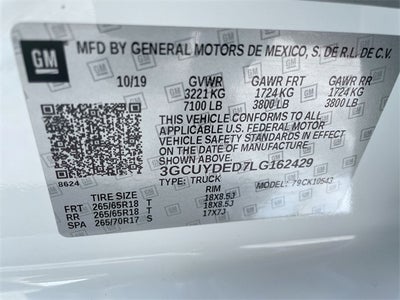 GM
MFD BY GENERAL MOTORS DE MEXICO, S. DE R.L. DE C.V.
10/19 GVWR GAWR FRT GAWR RR
3221 KG 1724 KG 1724 KG
7100 LB 3800 LB 3800 LB
THIS VEHICLE CONFORMS TO ALL APPLICABLE U.S. FEDERAL MOTOR
VEHICLE SAFETY STANDARDS IN EFFECT ON
THE DATE OF MANUFACTURE SHOWN ABOVE.
3GCUYDED7LG162429
8624 TYPE: TRUCK MODEL: T9CK10543
TIRE SIZE RIM
FRT 265/65R18 T 18X8.5J
RR 265/65R18 T 18X8.5J
SPA 265/70R17 S 17X7J